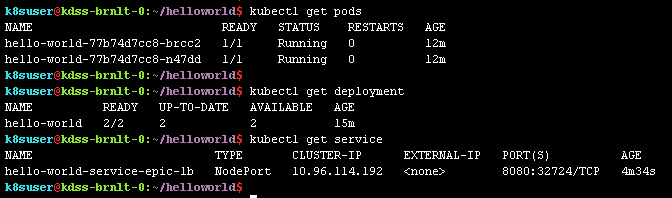 k8suser@kdss-brnlt-0:~/helloworld$ kubectl get pods
NAME READY STATUS RESTARTS AGE
hello-world-77b74d7cc8-brcc2 1/1 Running 0 12m
hello-world-77b74d7cc8-n47dd 1/1 Running 0 12m
k8suser@kdss-brnlt-0:~/helloworld$
k8suser@kdss-brnlt-0:~/helloworld$ kubectl get deployment
NAME READY UP-TO-DATE AVAILABLE AGE
hello-world 2/2 2 2 15m
k8suser@kdss-brnlt-0:~/helloworld$ kubectl get service
NAME TYPE CLUSTER-IP EXTERNAL-IP PORT(S) AGE
hello-world-service-epic-lb NodePort 10.96.114.192 <none> 8080:32724/TCP 4m34s
k8suser@kdss-brnlt-0:~/helloworld$